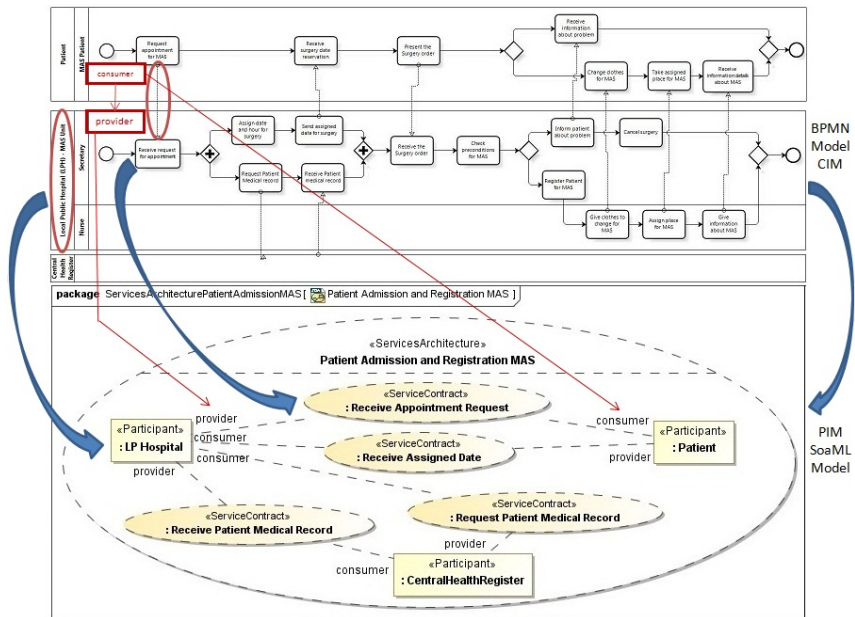 Patient
MAS Patient
Request
appointment
for MAS
Receive
surgery date
reservation
Present the
Surgery order
Receive
information
about problem
Change clothes
for MAS
Take assigned
place for MAS
Receive
information details
about MAS
consumer
provider
Local Public Hospital (LPH) - MAS Unit
Secretary
Nurse
Receive request
for appointment
Assign date
and hour for
surgery
Send assigned
date for surgery
Request Patient
Medical record
Receive Patient
medical record
Receive the
Surgery order
Check
preconditions
for MAS
Inform patient
about problem
Cancel surgery
Register Patient
for MAS
Give clothes to
change for
MAS
Assign place
for MAS
Give
information
about MAS
Central
Health
Register
BPMN
Model
CIM
package ServicesArchitecturePatientAdmissionMAS [ Patient Admission and Registration MAS ]
«ServicesArchitecture»
Patient Admission and Registration MAS
«ServiceContract»
: Receive Appointment Request
provider
consumer
«Participant»
: LP Hospital
consumer
«ServiceContract»
: Receive Assigned Date
«Participant»
: Patient
provider
consumer
provider
«ServiceContract»
: Receive Patient Medical Record
«ServiceContract»
: Request Patient Medical Record
provider
consumer
«Participant»
: CentralHealthRegister
PIM
SoaML
Model